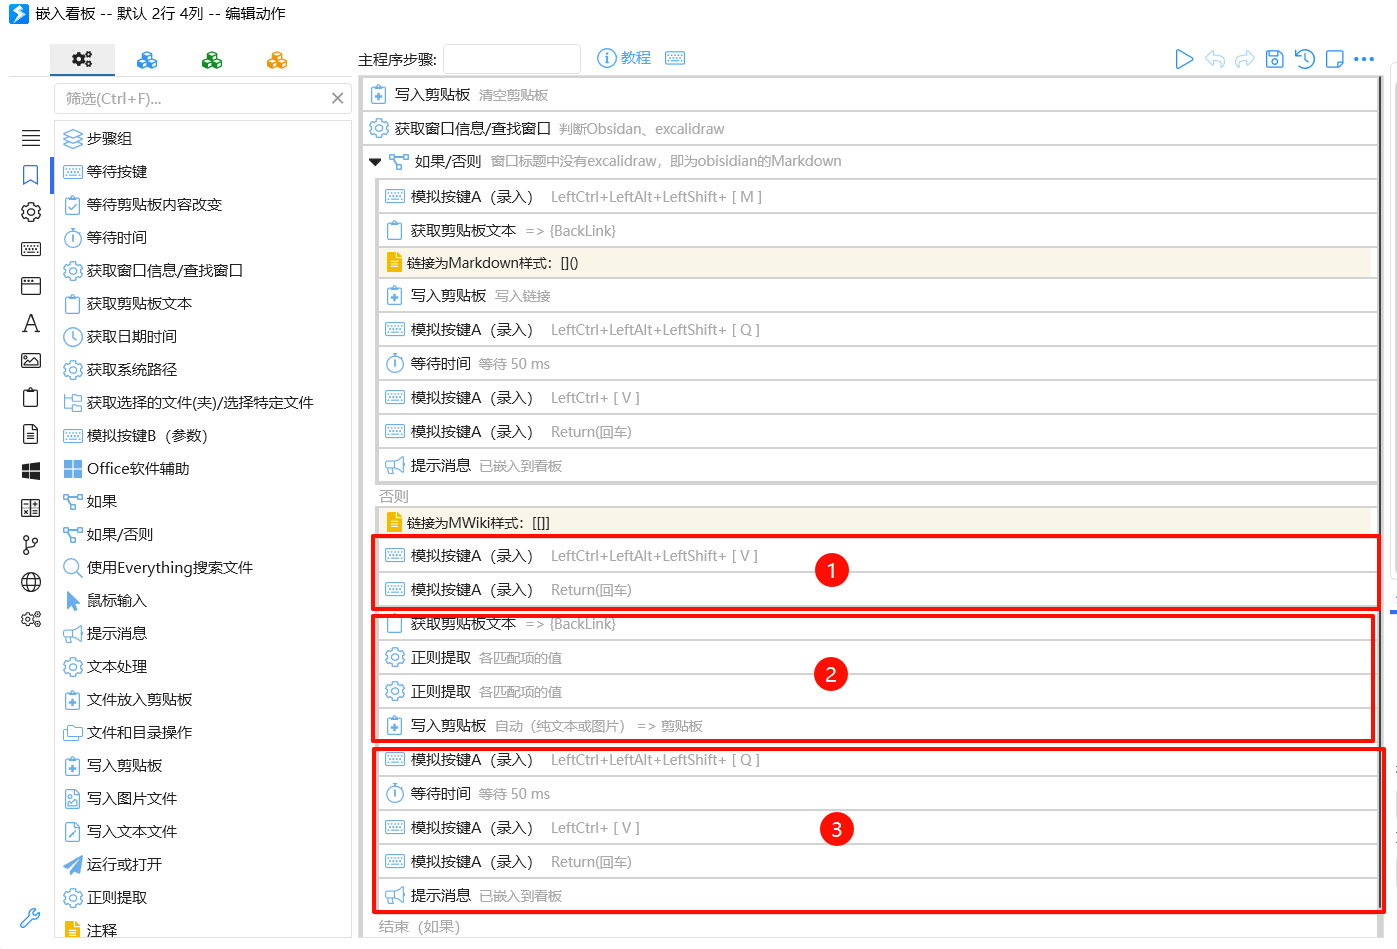 嵌入看板 -- 默认 2行 4列 -- 编辑动作
主程序步骤:
教程
筛选(Ctrl+F)...
步骤组
等待按键
等待剪贴板内容改变
等待时间
获取窗口信息/查找窗口
获取剪贴板文本
获取日期时间
获取系统路径
获取选择的文件(夹)/选择特定文件
模拟按键B（参数）
Office软件辅助
如果
如果/否则
使用Everything搜索文件
鼠标输入
提示消息
文本处理
文件放入剪贴板
文件和目录操作
写入剪贴板
写入图片文件
写入文本文件
运行或打开
正则提取
注释
写入剪贴板 清空剪贴板
获取窗口信息/查找窗口 判断Obsidan、excalidraw
如果/否则 窗口标题中没有excalidraw，即为obisidian的Markdown
模拟按键A（录入） LeftCtrl+LeftAlt+LeftShift+ [ M ]
获取剪贴板文本 => {BackLink}
链接为Markdown样式：[]()
写入剪贴板 写入链接
模拟按键A（录入） LeftCtrl+LeftAlt+LeftShift+ [ Q ]
等待时间 等待 50 ms
模拟按键A（录入） LeftCtrl+ [ V ]
模拟按键A（录入） Return(回车)
提示消息 已嵌入到看板
否则
链接为MWiki样式：[[]]
模拟按键A（录入） LeftCtrl+LeftAlt+LeftShift+ [ V ]
1
模拟按键A（录入） Return(回车)
获取剪贴板文本 => {BackLink}
正则提取 各匹配项的值
2
正则提取 各匹配项的值
写入剪贴板 自动（纯文本或图片） => 剪贴板
模拟按键A（录入） LeftCtrl+LeftAlt+LeftShift+ [ Q ]
等待时间 等待 50 ms
模拟按键A（录入） LeftCtrl+ [ V ]
3
模拟按键A（录入） Return(回车)
提示消息 已嵌入到看板
结束（如果）